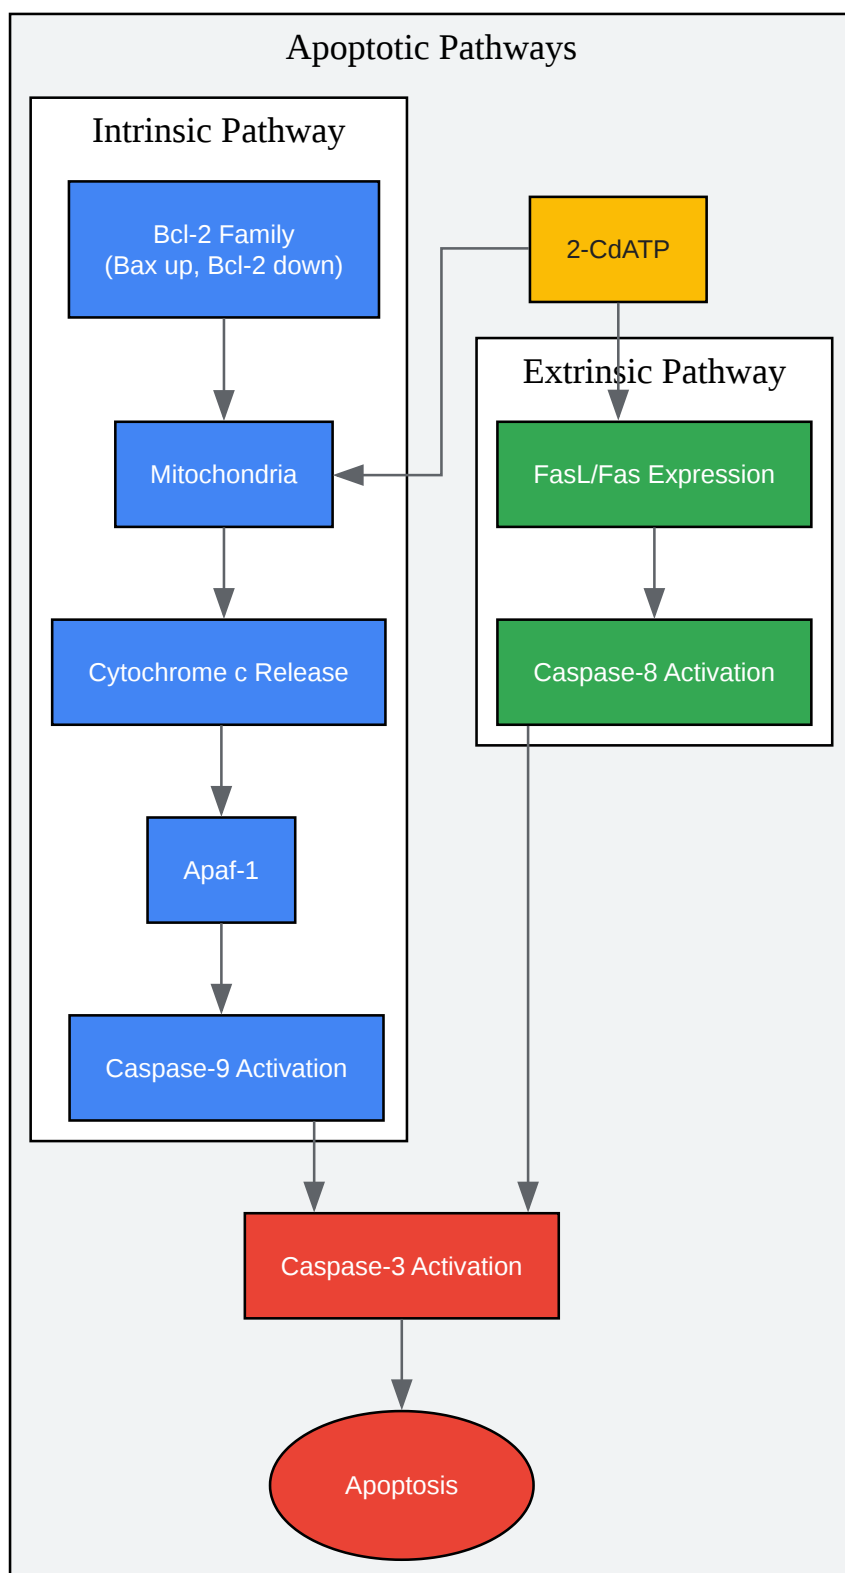 Apoptotic Pathways
Intrinsic Pathway
Bcl-2 Family
(Bax up, Bcl-2 down)
2-CdATP
Extrinsic Pathway
Mitochondria
FasL/Fas Expression
Cytochrome c Release
Caspase-8 Activation
Apaf-1
Caspase-9 Activation
Caspase-3 Activation
Apoptosis